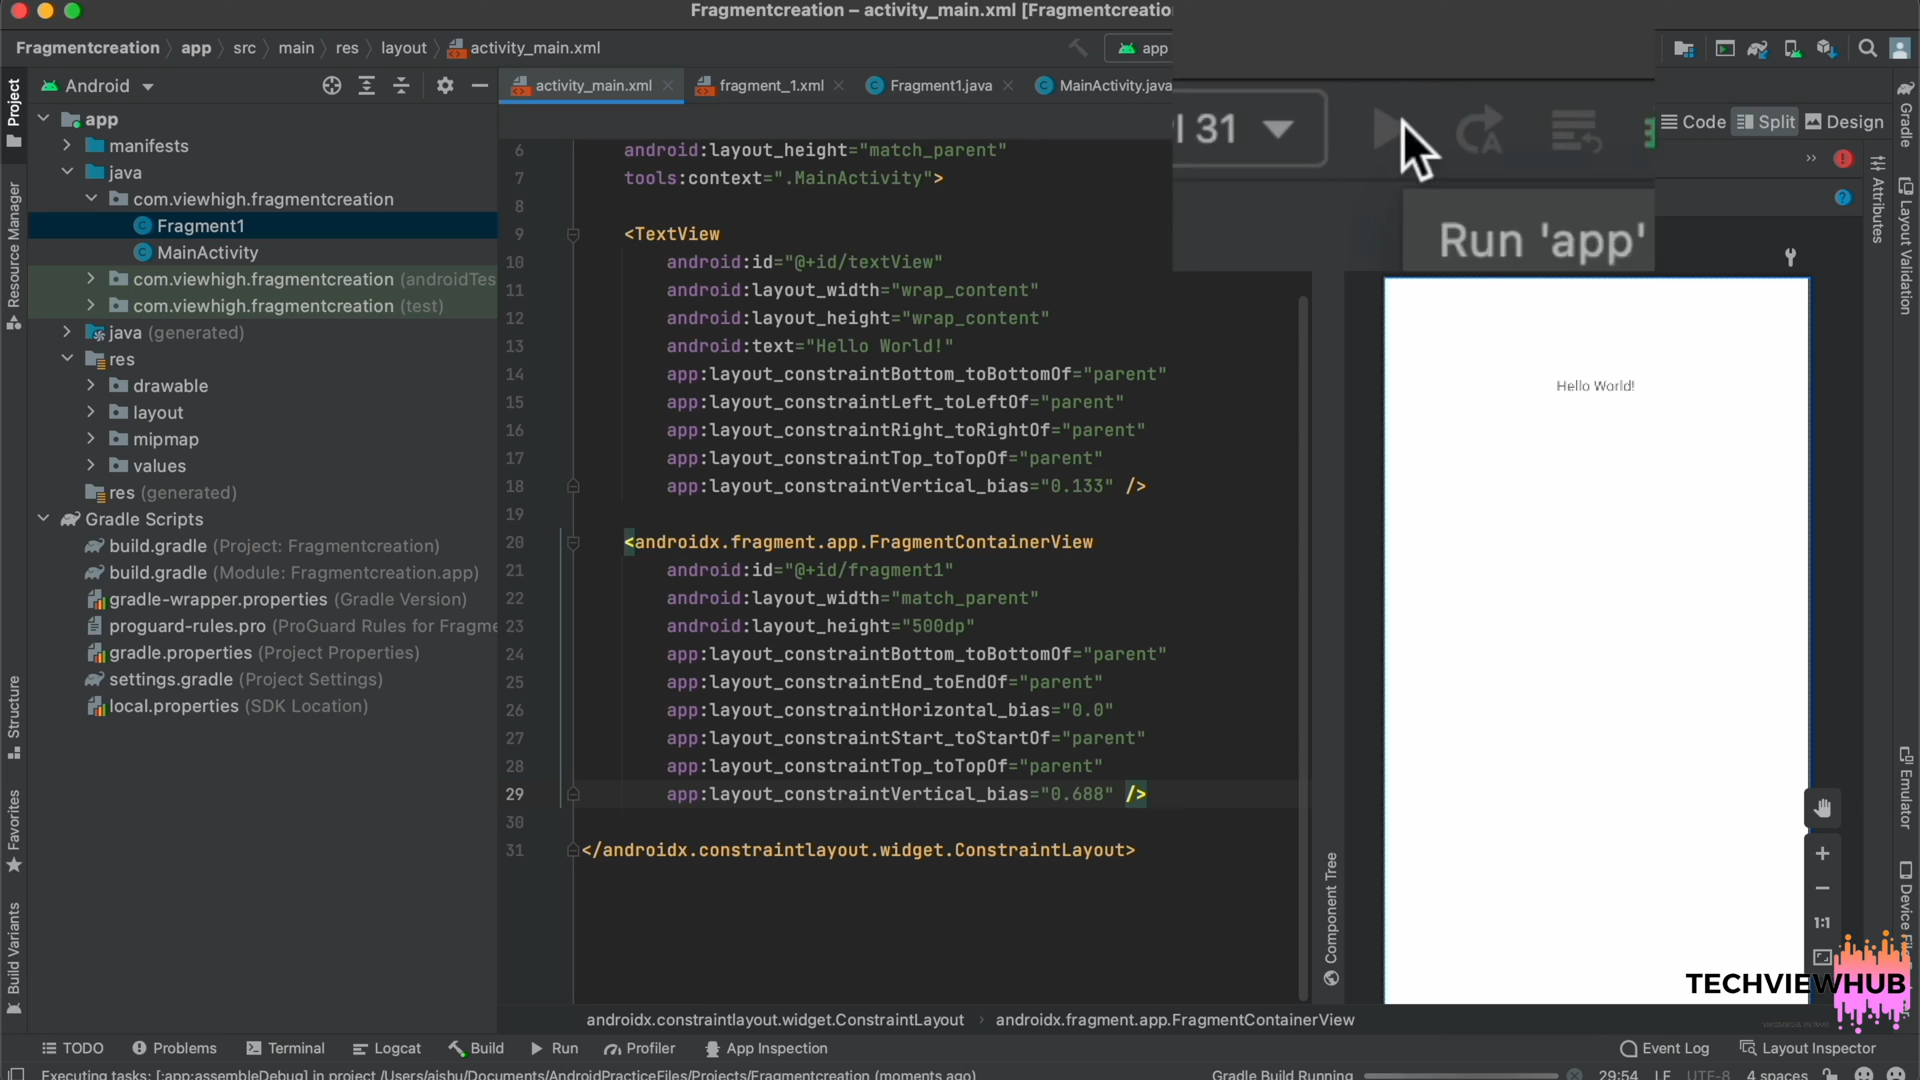 Fragmentcreation – activity_main.xml [Fragmentcreatio
Fragmentcreation app src main res layout activity_main.xml
app
Android
activity_main.xml
fragment_1.xml
Fragment1.java
MainActivity.java
I 31
Run 'app'
Code
Split
Design
Project
Resource Manager
Structure
Favorites
Build Variants
app
manifests
java
com.viewhigh.fragmentcreation
Fragment1
MainActivity
com.viewhigh.fragmentcreation (androidTes
com.viewhigh.fragmentcreation (test)
java (generated)
res
drawable
layout
mipmap
values
res (generated)
Gradle Scripts
build.gradle (Project: Fragmentcreation)
build.gradle (Module: Fragmentcreation.app)
gradle-wrapper.properties (Gradle Version)
proguard-rules.pro (ProGuard Rules for Fragme
gradle.properties (Project Properties)
settings.gradle (Project Settings)
local.properties (SDK Location)
6 android:layout_height="match_parent"
7 tools:context=".MainActivity">
8
9 <TextView
10 android:id="@+id/textView"
11 android:layout_width="wrap_content"
12 android:layout_height="wrap_content"
13 android:text="Hello World!"
14 app:layout_constraintBottom_toBottomOf="parent"
15 app:layout_constraintLeft_toLeftOf="parent"
16 app:layout_constraintRight_toRightOf="parent"
17 app:layout_constraintTop_toTopOf="parent"
18 app:layout_constraintVertical_bias="0.133" />
19
20 <androidx.fragment.app.FragmentContainerView
21 android:id="@+id/fragment1"
22 android:layout_width="match_parent"
23 android:layout_height="500dp"
24 app:layout_constraintBottom_toBottomOf="parent"
25 app:layout_constraintEnd_toEndOf="parent"
26 app:layout_constraintHorizontal_bias="0.0"
27 app:layout_constraintStart_toStartOf="parent"
28 app:layout_constraintTop_toTopOf="parent"
29 app:layout_constraintVertical_bias="0.688" />
30
31 </androidx.constraintlayout.widget.ConstraintLayout>
Component Tree
Hello World!
1:1
TECHVIEWHUB
Gradle
Attributes
Layout Validation
Emulator
Device Fil
androidx.constraintlayout.widget.ConstraintLayout androidx.fragment.app.FragmentContainerView
TODO
Problems
Terminal
Logcat
Build
Run
Profiler
App Inspection
Event Log
Layout Inspector
Executing tasks: [:app:assembleDebug] in project /Users/aishu/Documents/AndroidPracticeFiles/Projects/Fragmentcreation (moments ago)
Gradle Build Running
29:54 LF UTF-8 4 spaces